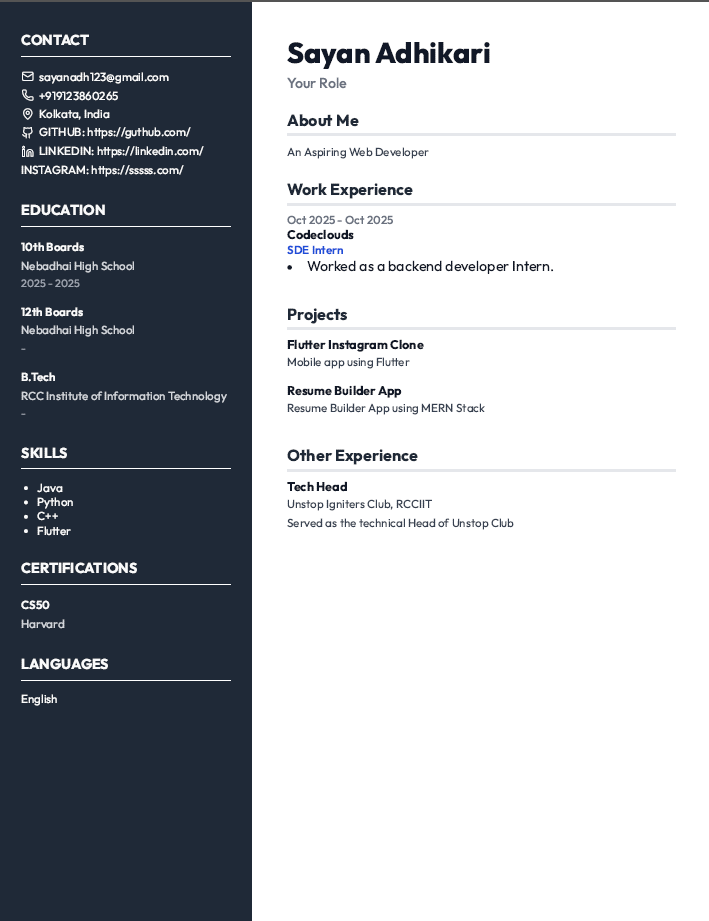 CONTACT
sayanadh123@gmail.com
+919123860265
Kolkata, India
GITHUB: https://guthub.com/
LINKEDIN: https://linkedin.com/
INSTAGRAM: https://sssss.com/
EDUCATION
10th Boards
Nebadhai High School
2025 - 2025
12th Boards
Nebadhai High School
-
B.Tech
RCC Institute of Information Technology
-
SKILLS
• Java
• Python
• C++
• Flutter
CERTIFICATIONS
CS50
Harvard
LANGUAGES
English
Sayan Adhikari
Your Role
About Me
An Aspiring Web Developer
Work Experience
Oct 2025 - Oct 2025
Codeclouds
SDE Intern
• Worked as a backend developer Intern.
Projects
Flutter Instagram Clone
Mobile app using Flutter
Resume Builder App
Resume Builder App using MERN Stack
Other Experience
Tech Head
Unstop Igniters Club, RCCIIT
Served as the technical Head of Unstop Club